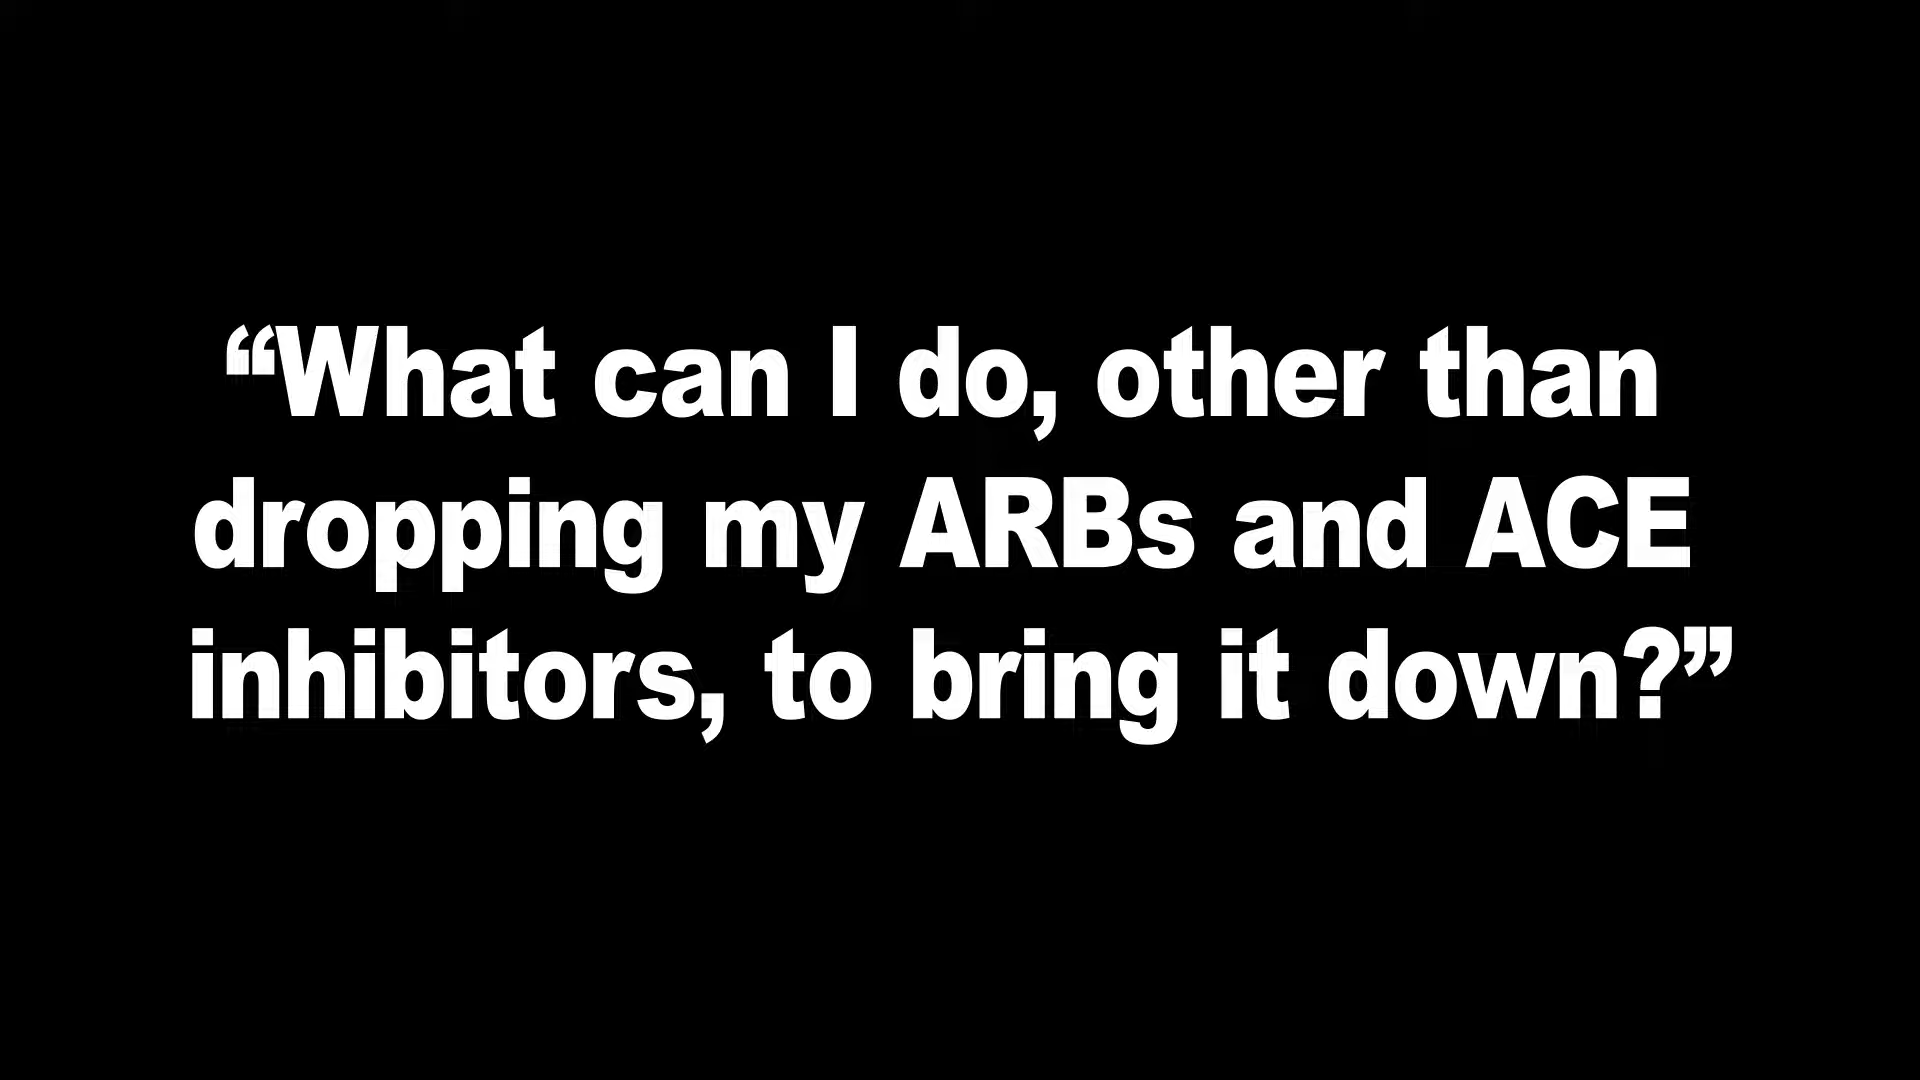 “What can I do, other than
dropping my ARBs and ACE
inhibitors, to bring it down?”